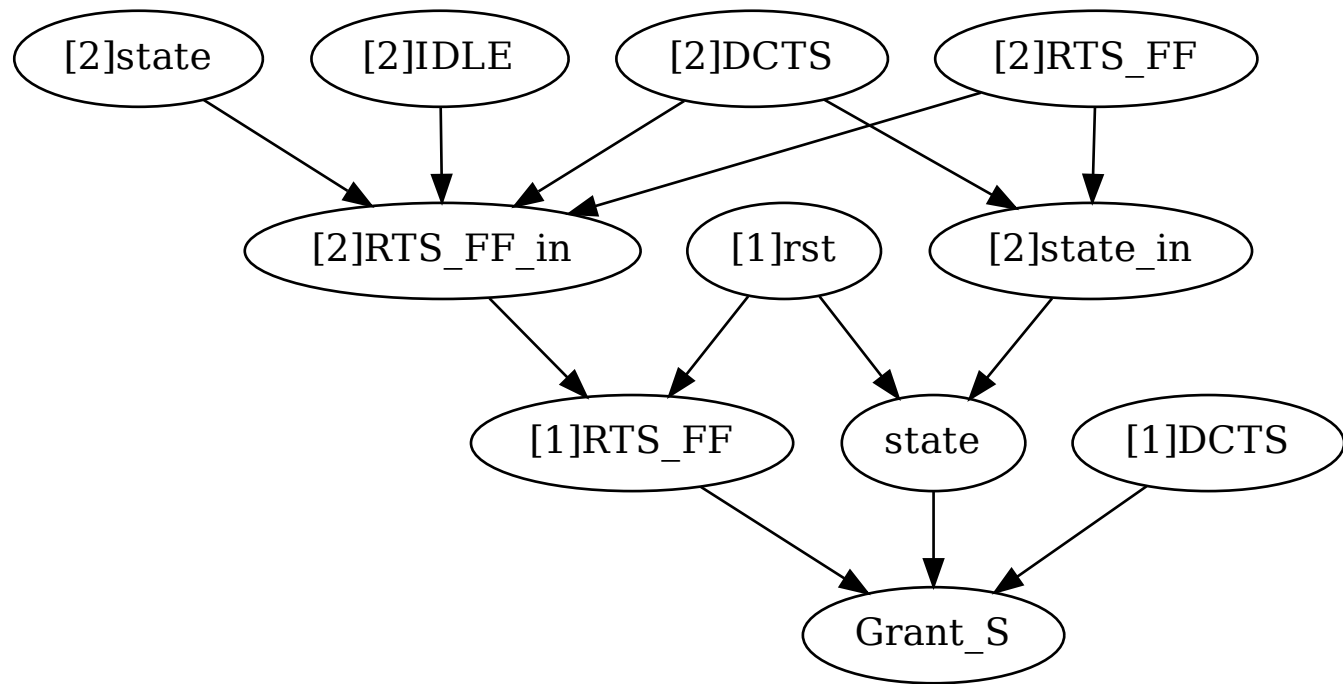 [2]state
[2]IDLE
[2]DCTS
[2]RTS_FF
[2]RTS_FF_in
[1]rst
[2]state_in
[1]RTS_FF
state
[1]DCTS
Grant_S